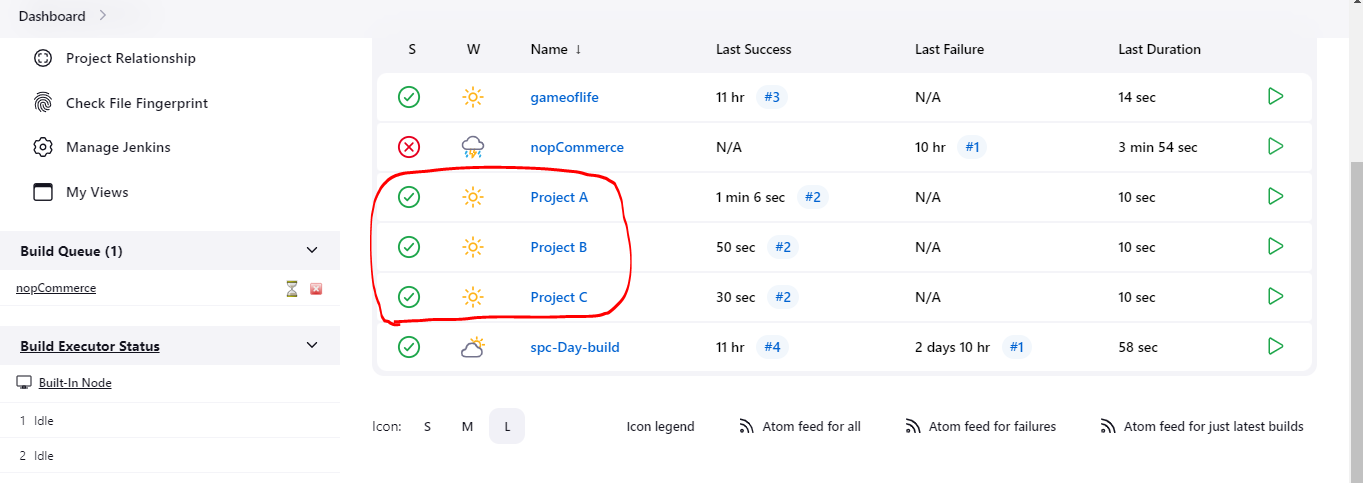 Dashboard
Project Relationship
Check File Fingerprint
Manage Jenkins
My Views
Build Queue (1)
nopCommerce
Build Executor Status
Built-In Node
1 Idle
2 Idle
S W Name ↓ Last Success Last Failure Last Duration
gameoflife 11 hr #3 N/A 14 sec
nopCommerce N/A 10 hr #1 3 min 54 sec
Project A 1 min 6 sec #2 N/A 10 sec
Project B 50 sec #2 N/A 10 sec
Project C 30 sec #2 N/A 10 sec
spc-Day-build 11 hr #4 2 days 10 hr #1 58 sec
Icon: S M L Icon legend Atom feed for all Atom feed for failures Atom feed for just latest builds